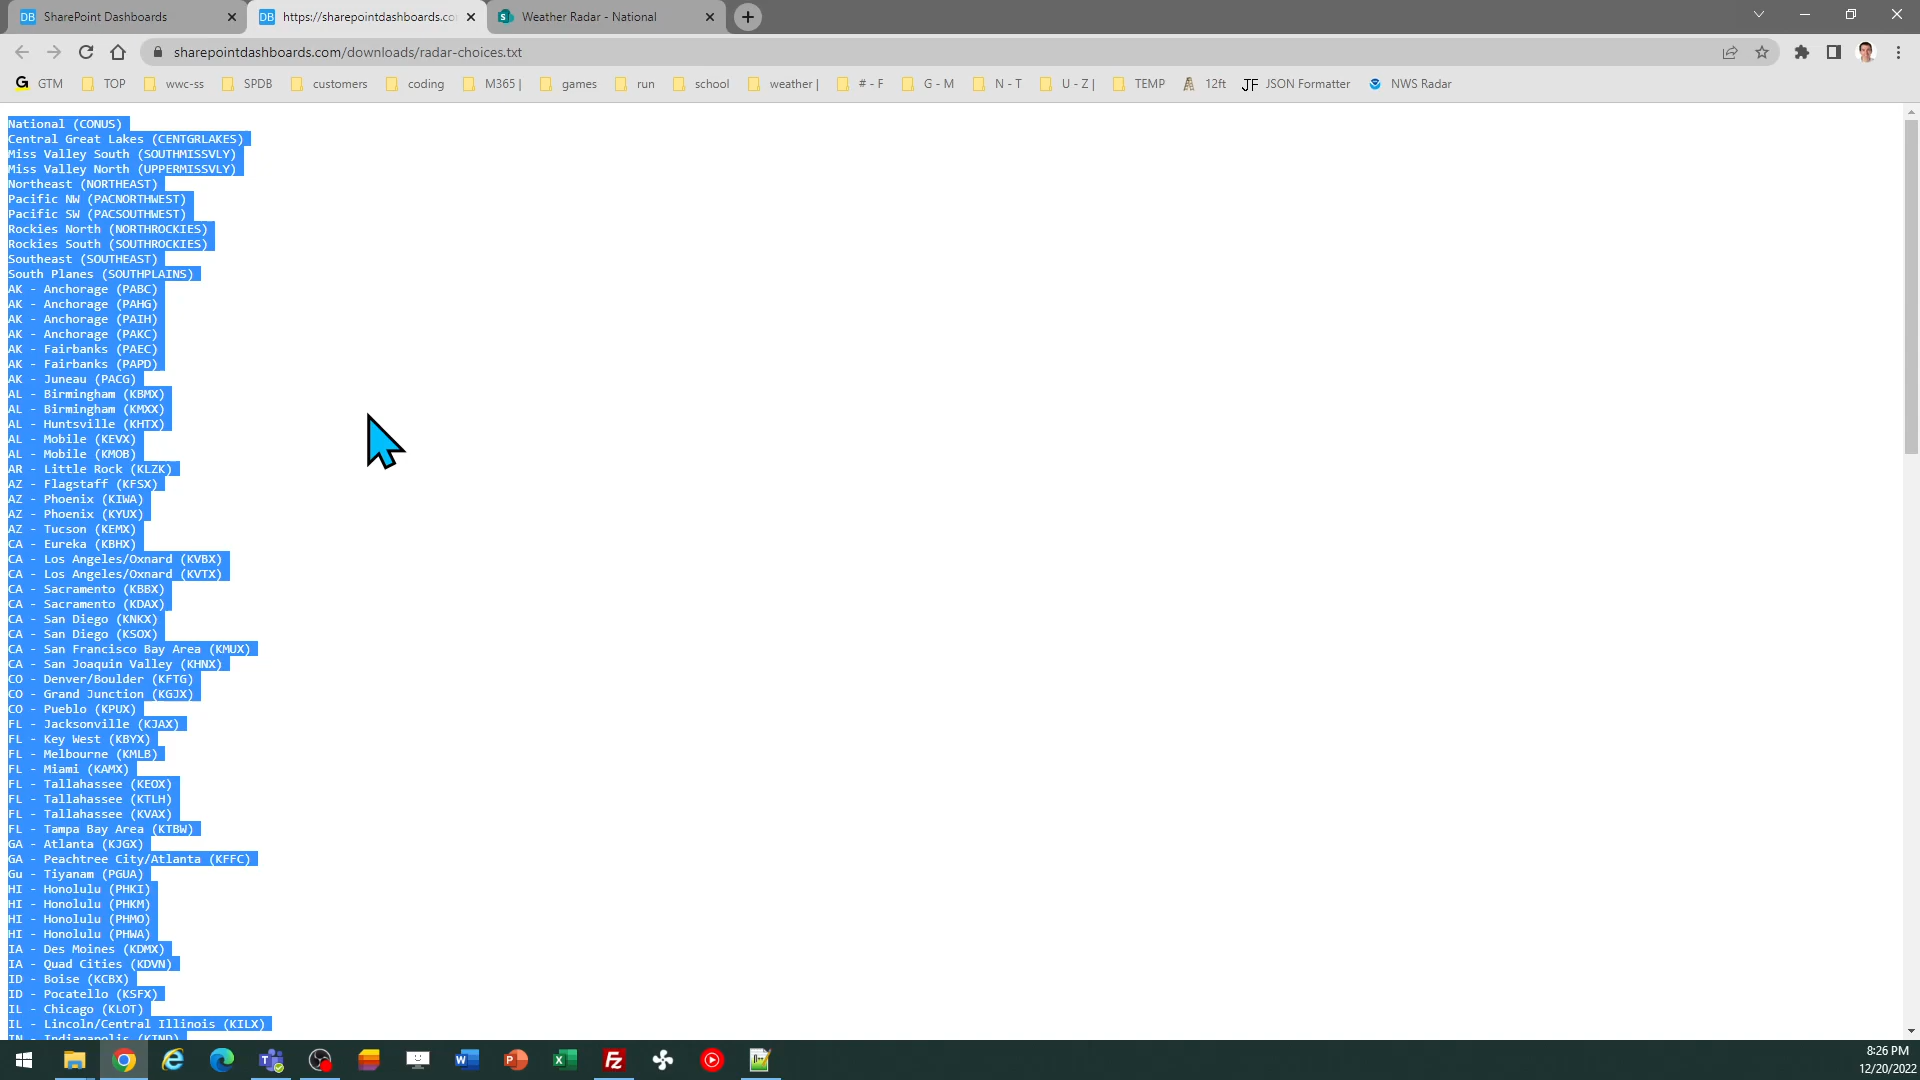 SharePoint Dashboards
https://sharepointdashboards.co
Weather Radar - National
sharepointdashboards.com/downloads/radar-choices.txt
GTM
TOP
wwc-ss
SPDB
customers
coding
M365 |
games
run
school
weather |
# - F
G - M
N - T
U - Z |
TEMP
12ft
JSON Formatter
NWS Radar
National (CONUS)
Central Great Lakes (CENTGRLAKES)
Miss Valley South (SOUTHMISSVLY)
Miss Valley North (UPPERMISSVLY)
Northeast (NORTHEAST)
Pacific NW (PACNORTHWEST)
Pacific SW (PACSOUTHWEST)
Rockies North (NORTHROCKIES)
Rockies South (SOUTHROCKIES)
Southeast (SOUTHEAST)
South Planes (SOUTHPLAINS)
AK - Anchorage (PABC)
AK - Anchorage (PAHG)
AK - Anchorage (PAIH)
AK - Anchorage (PAKC)
AK - Fairbanks (PAEC)
AK - Fairbanks (PAPD)
AK - Juneau (PACG)
AL - Birmingham (KBMX)
AL - Birmingham (KMXX)
AL - Huntsville (KHTX)
AL - Mobile (KEVX)
AL - Mobile (KMOB)
AR - Little Rock (KLZK)
AZ - Flagstaff (KFSX)
AZ - Phoenix (KIWA)
AZ - Phoenix (KYUX)
AZ - Tucson (KEMX)
CA - Eureka (KBHX)
CA - Los Angeles/Oxnard (KVBX)
CA - Los Angeles/Oxnard (KVTX)
CA - Sacramento (KBBX)
CA - Sacramento (KDAX)
CA - San Diego (KNKX)
CA - San Diego (KSOX)
CA - San Francisco Bay Area (KMUX)
CA - San Joaquin Valley (KHNX)
CO - Denver/Boulder (KFTG)
CO - Grand Junction (KGJX)
CO - Pueblo (KPUX)
FL - Jacksonville (KJAX)
FL - Key West (KBYX)
FL - Melbourne (KMLB)
FL - Miami (KAMX)
FL - Tallahassee (KEOX)
FL - Tallahassee (KTLH)
FL - Tallahassee (KVAX)
FL - Tampa Bay Area (KTBW)
GA - Atlanta (KJGX)
GA - Peachtree City/Atlanta (KFFC)
Gu - Tiyanam (PGUA)
HI - Honolulu (PHKI)
HI - Honolulu (PHKM)
HI - Honolulu (PHMO)
HI - Honolulu (PHWA)
IA - Des Moines (KDMX)
IA - Quad Cities (KDVN)
ID - Boise (KCBX)
ID - Pocatello (KSFX)
IL - Chicago (KLOT)
IL - Lincoln/Central Illinois (KILX)
IN - Indianapolis (KIND)
8:26 PM
12/20/2022